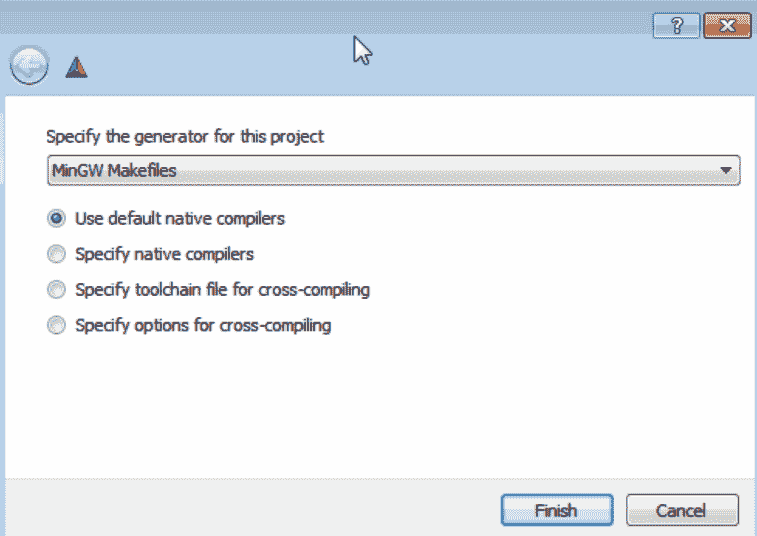 ?
Specify the generator for this project
MinGW Makefiles
Use default native compilers
Specify native compilers
Specify toolchain file for cross-compiling
Specify options for cross-compiling
Finish Cancel